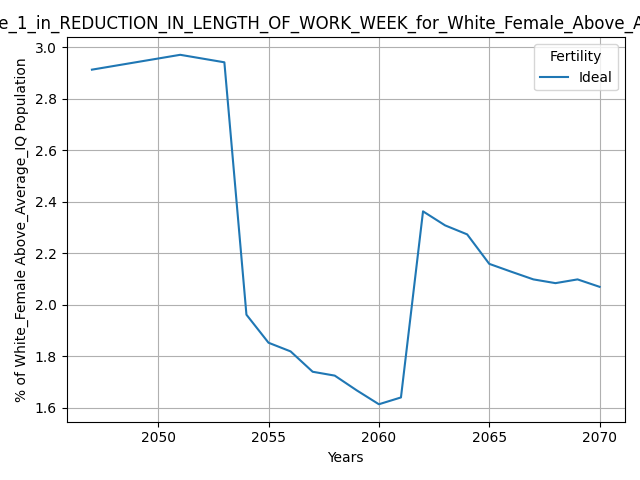 e_1_in_REDUCTION_IN_LENGTH_OF_WORK_WEEK_for_White_Female_Above_A
3.0
2.8
2.6
2.4
2.2
2.0
1.8
1.6
% of White_Female Above_Average_IQ Population
Fertility
Ideal
2050
2055
2060
2065
2070
Years